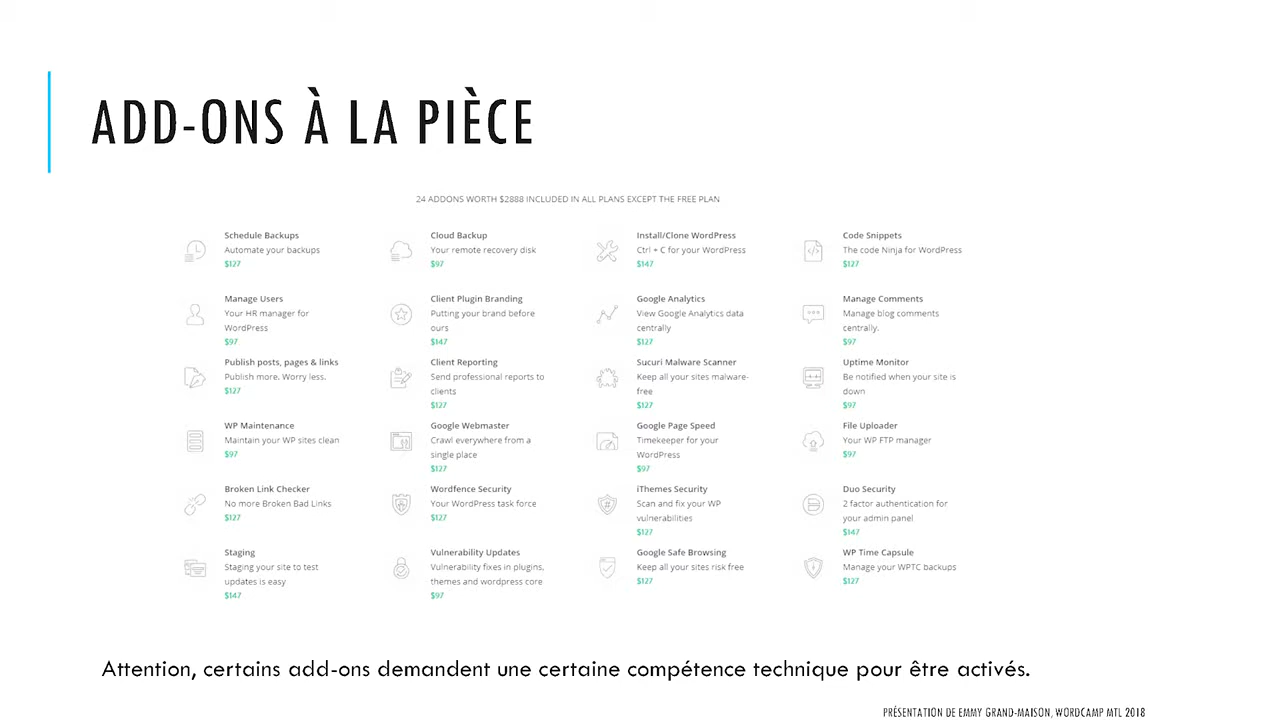 ADD-ONS À LA PIÈCE
24 ADDONS WORTH $2888 INCLUDED IN ALL PLANS EXCEPT THE FREE PLAN
Schedule Backups
Automate your backups
$127
Cloud Backup
Your remote recovery disk
$97
Install/Clone WordPress
Ctrl + C for your WordPress
$147
Code Snippets
The code Ninja for WordPress
$127
Manage Users
Your HR manager for
WordPress
$97
Client Plugin Branding
Putting your brand before
ours
$147
Google Analytics
View Google Analytics data
centrally
$127
Manage Comments
Manage blog comments
centrally.
$97
Publish posts, pages & links
Publish more. Worry less.
$127
Client Reporting
Send professional reports to
clients
$127
Sucuri Malware Scanner
Keep all your sites malware-
free
$127
Uptime Monitor
Be notified when your site is
down
$97
WP Maintenance
Maintain your WP sites clean
$97
Google Webmaster
Crawl everywhere from a
single place
$127
Google Page Speed
Timekeeper for your
WordPress
$97
File Uploader
Your WP FTP manager
$97
Broken Link Checker
No more Broken Bad Links
$127
Wordfence Security
Your WordPress task force
$127
iThemes Security
Scan and fix your WP
vulnerabilities
$127
Duo Security
2 factor authentication for
your admin panel
$147
Staging
Staging your site to test
updates is easy
$147
Vulnerability Updates
Vulnerability fixes in plugins,
themes and wordpress core
$97
Google Safe Browsing
Keep all your sites risk free
$127
WP Time Capsule
Manage your WPTC backups
$127
Attention, certains add-ons demandent une certaine compétence technique pour être activés.
PRÉSENTATION DE EMMY GRAND-MAISON, WORDCAMP MTL 2018